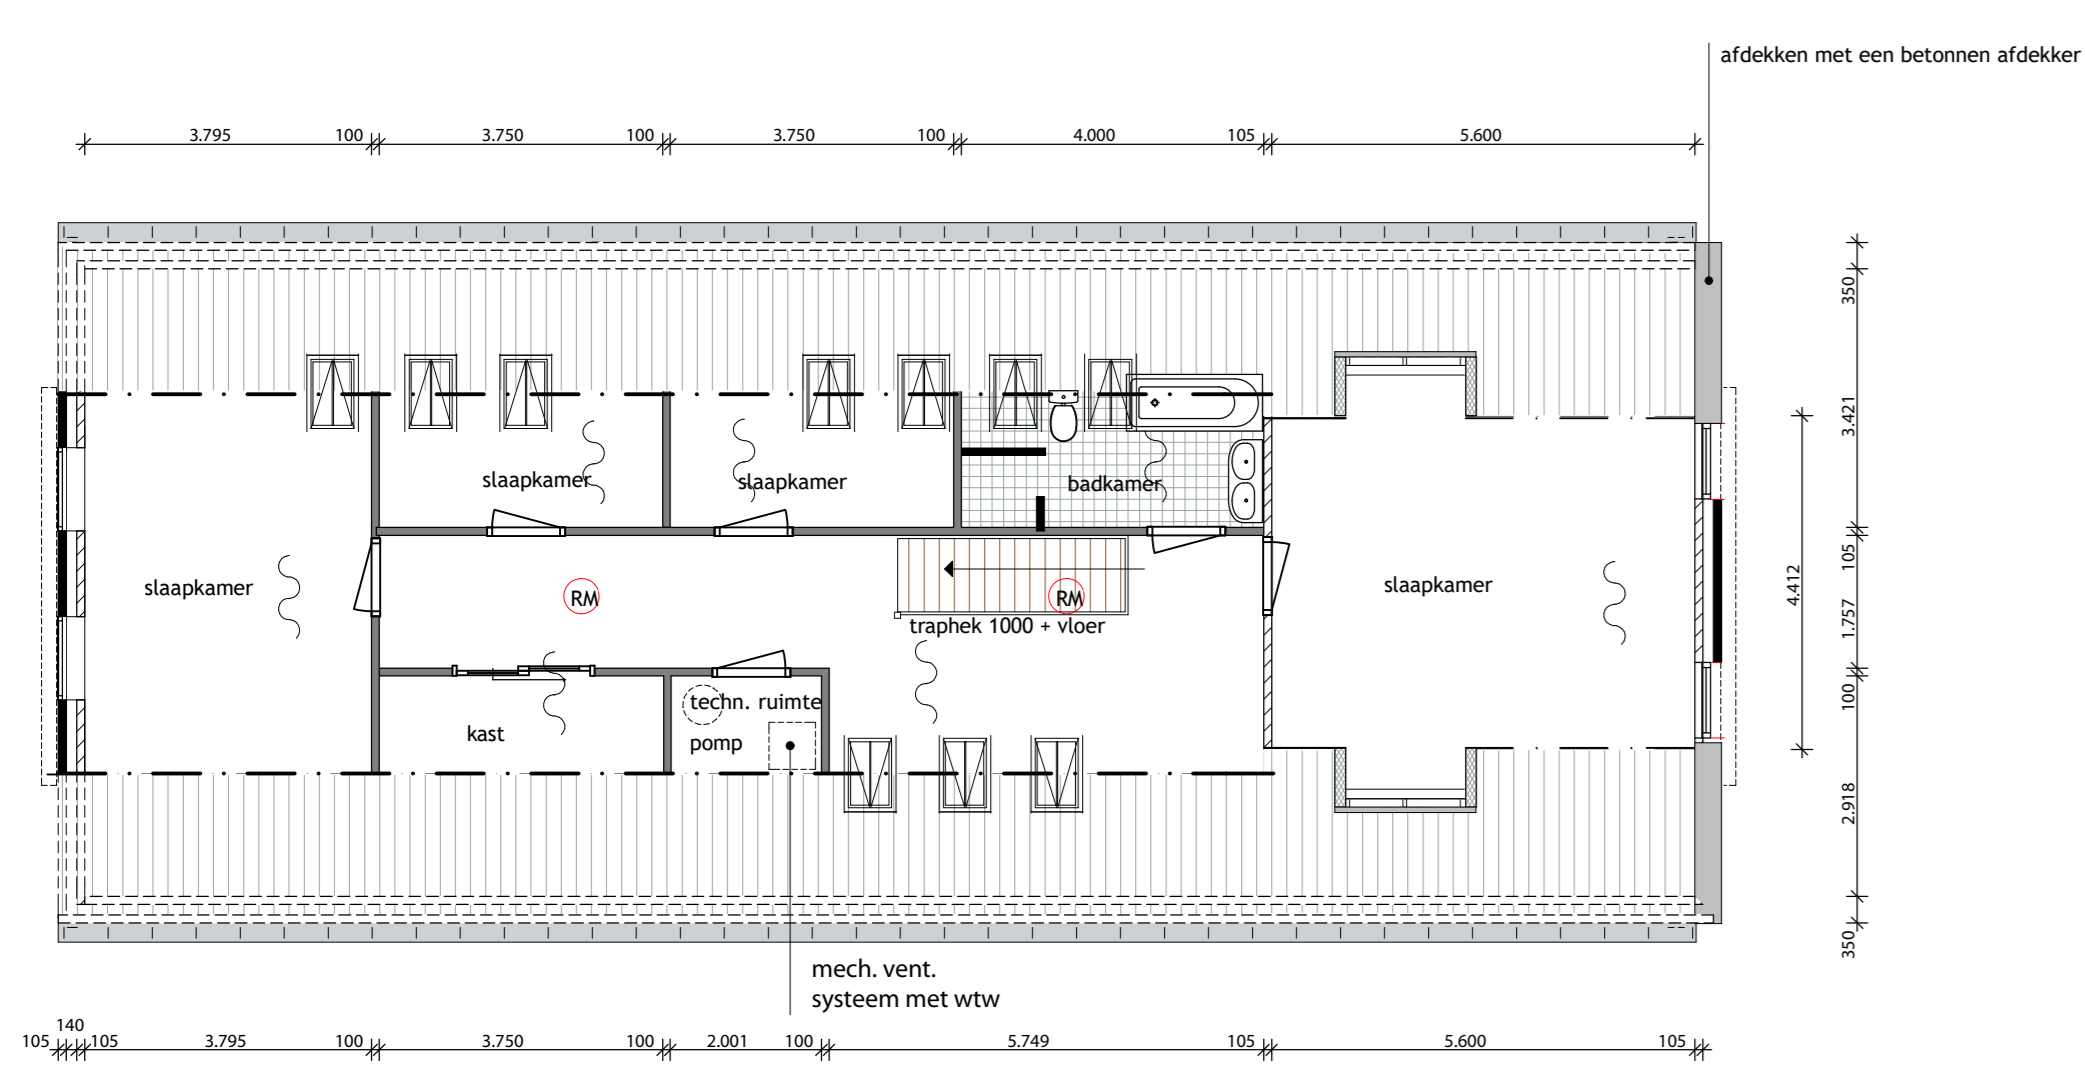 afdekken met een betonnen afdekker
3.795 100 3.750 100 3.750 100 4.000 105 5.600
350
3.421
105
1.757
100
2.918
350
4.412
slaapkamer
slaapkamer
badkamer
slaapkamer
RM
RM
slaapkamer
traphek 1000 + vloer
techn. ruimte
kast
pomp
mech. vent.
systeem met wtw
140
105 105 3.795 100 3.750 100 2.001 100 5.749 105 5.600 105